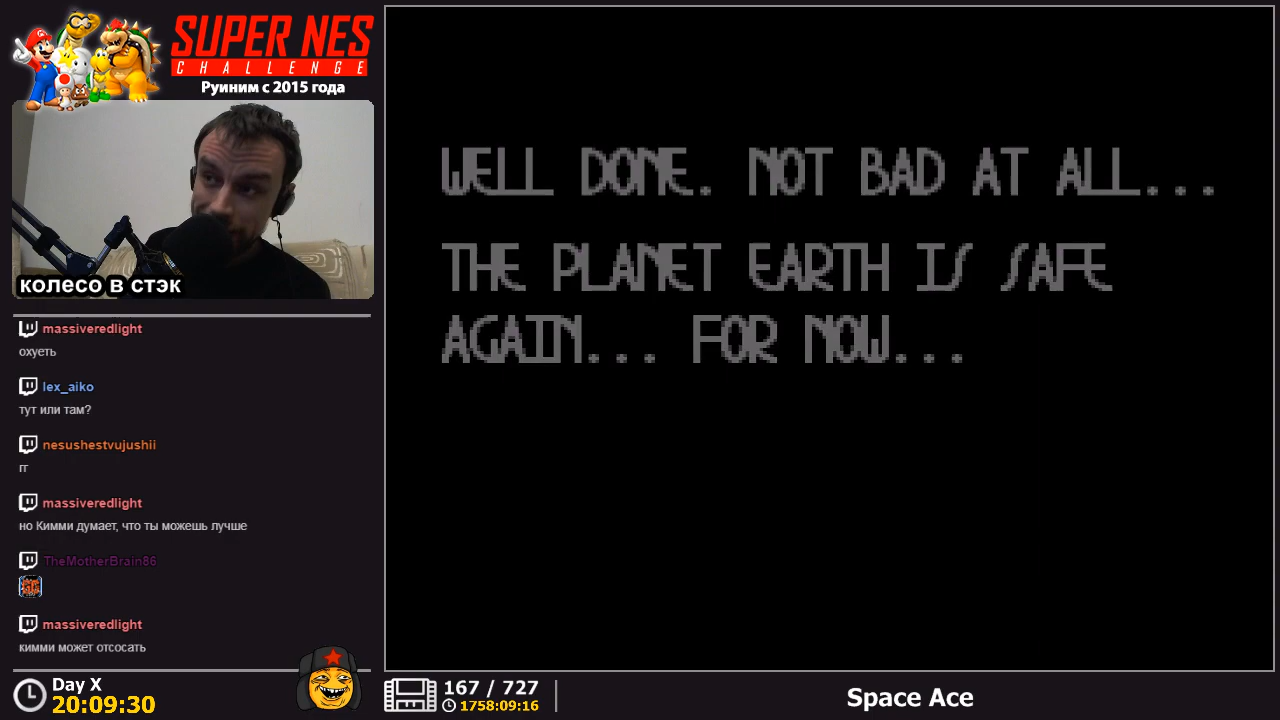 SUPER NES
CHALLENGE
Руиним с 2015 года
колесо в стэк
massiveredlight
охуеть
lex_aiko
тут или там?
nesushestvujushii
гг
massiveredlight
но Кимми думает, что ты можешь лучше
TheMotherBrain86
massiveredlight
кимми может отсосать
Day X
20:09:30
WELL DONE. NOT BAD AT ALL...
THE PLANET EARTH IS SAFE
AGAIN... FOR NOW...
167 / 727
1758:09:16
Space Ace